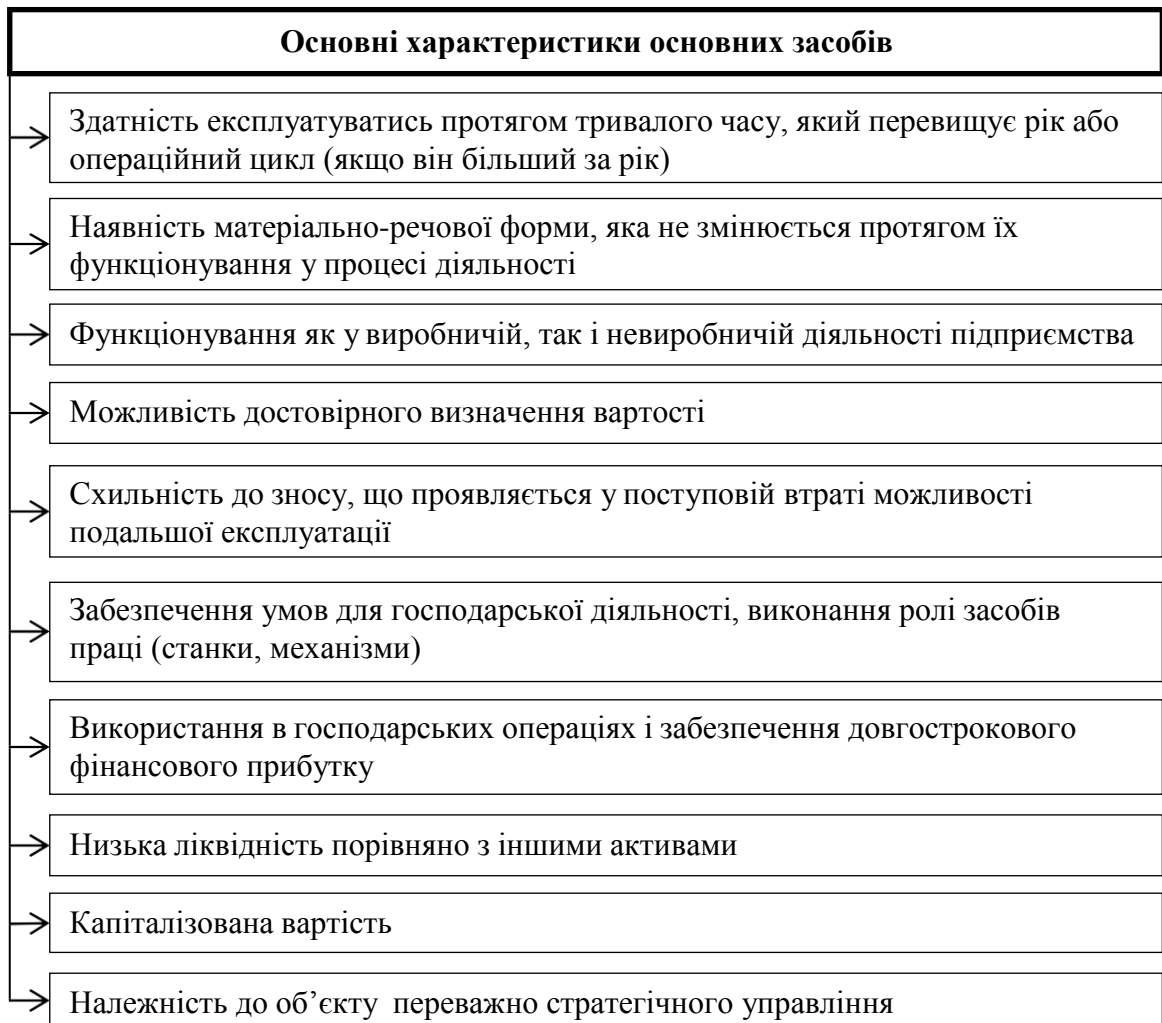 Основні характеристики основних засобів
Здатність експлуатуватись протягом тривалого часу, який перевищує рік або
операційний цикл (якщо він більший за рік)
Наявність матеріально-речової форми, яка не змінюється протягом їх
функціонування у процесі діяльності
Функціонування як у виробничій, так і невиробничій діяльності підприємства
Можливість достовірного визначення вартості
Схильність до зносу, що проявляється у поступовій втраті можливості
подальшої експлуатації
Забезпечення умов для господарської діяльності, виконання ролі засобів
праці (станки, механізми)
Використання в господарських операціях і забезпечення довгострокового
фінансового прибутку
Низька ліквідність порівняно з іншими активами
Капіталізована вартість
Належність до об’єкту переважно стратегічного управління